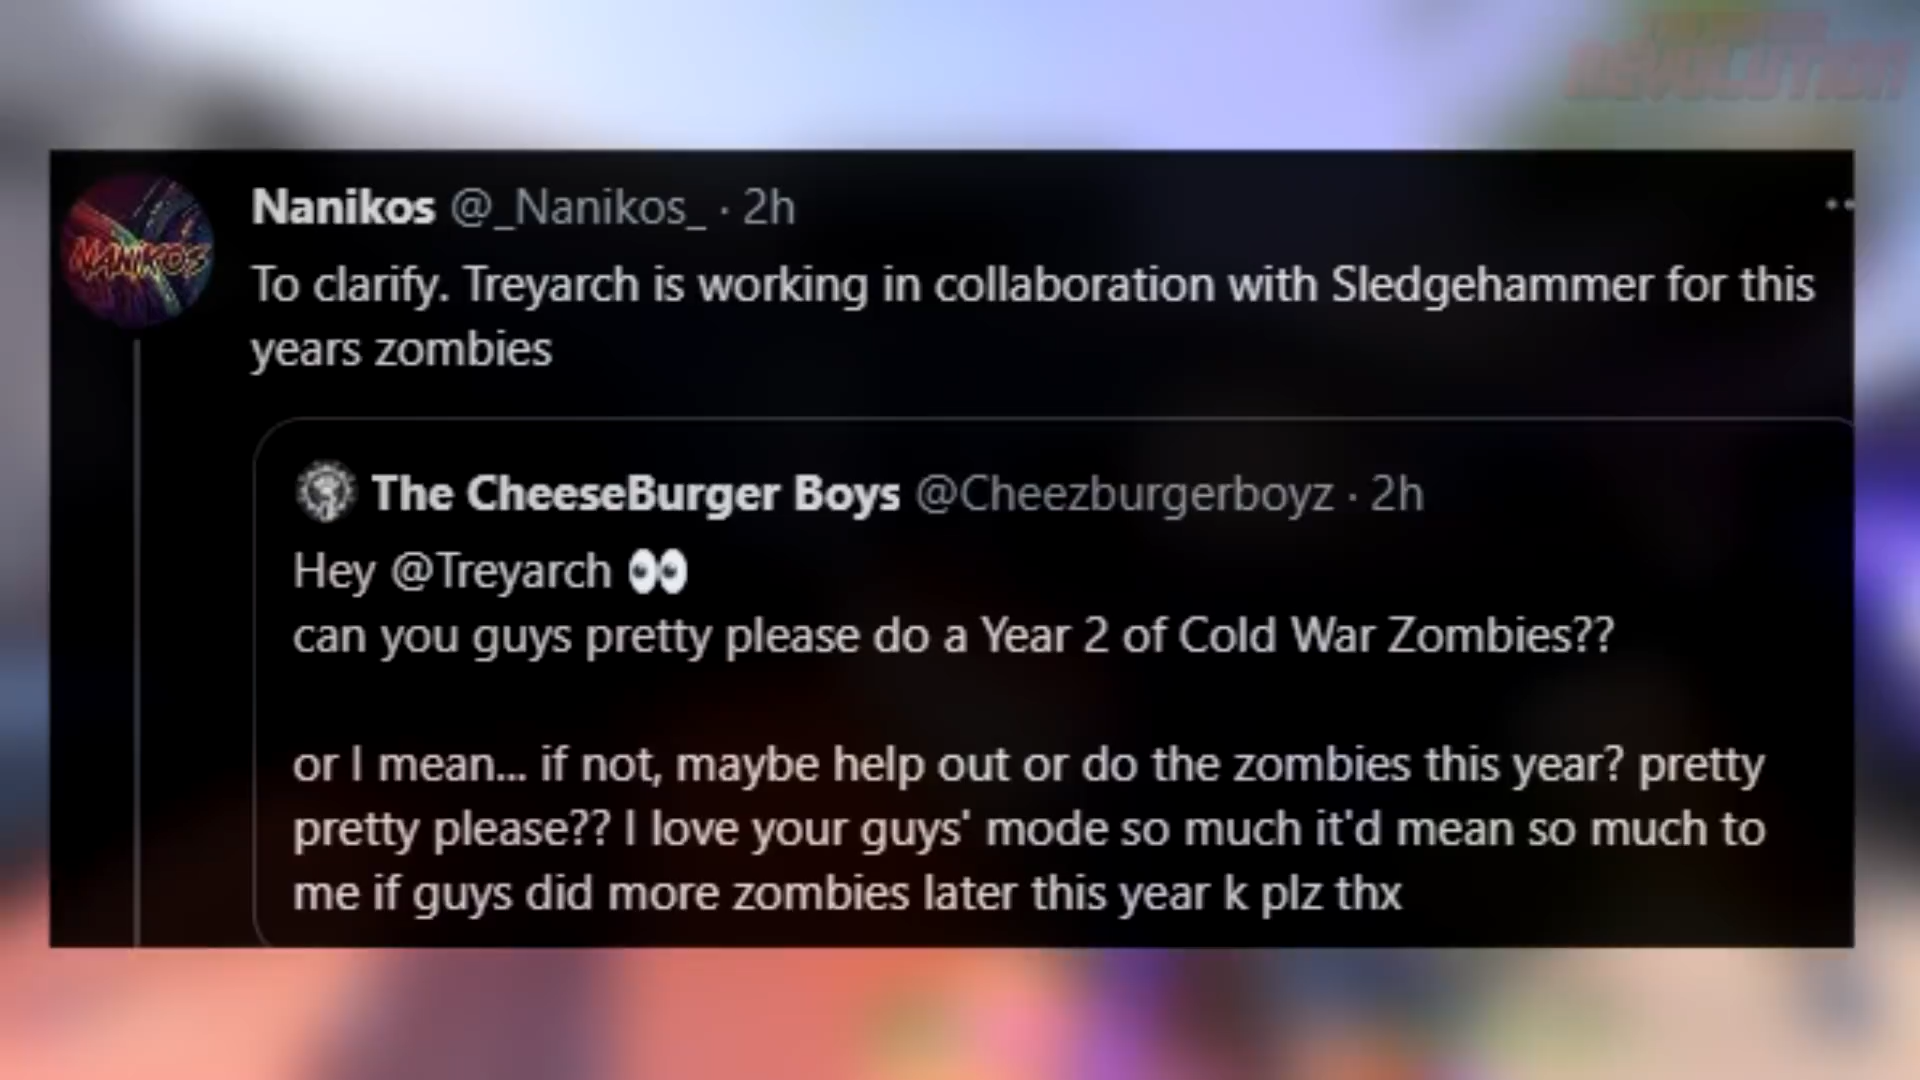 REVOLUTION
NANIKOS
Nanikos @_Nanikos_ · 2h
To clarify. Treyarch is working in collaboration with Sledgehammer for this
years zombies
The CheeseBurger Boys @Cheezburgerboyz · 2h
Hey @Treyarch 👀
can you guys pretty please do a Year 2 of Cold War Zombies??
or I mean... if not, maybe help out or do the zombies this year? pretty
pretty please?? I love your guys' mode so much it'd mean so much to
me if guys did more zombies later this year k plz thx